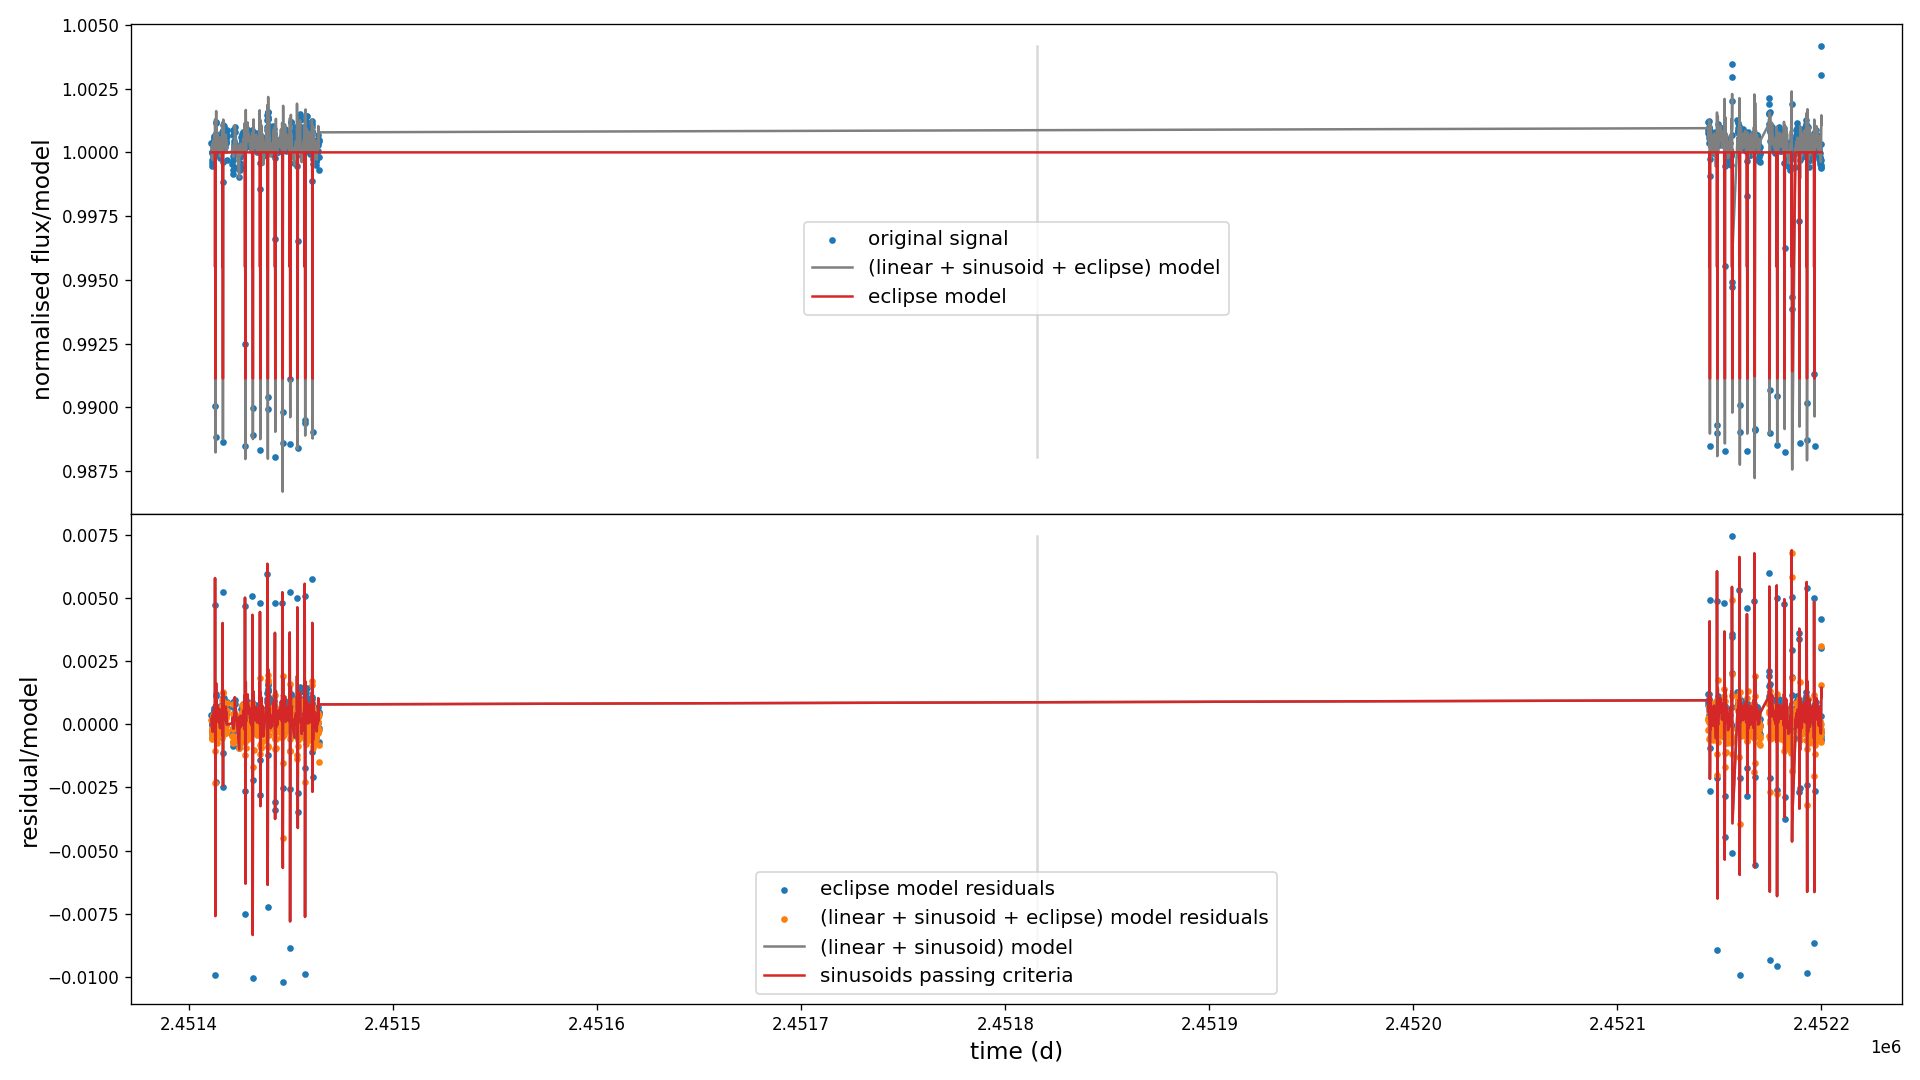 1.0050
1.0025
1.0000
0.9975
0.9950
0.9925
0.9900
0.9875
normalised flux/model
original signal
(linear + sinusoid + eclipse) model
eclipse model
0.0075
0.0050
0.0025
0.0000
−0.0025
−0.0050
−0.0075
−0.0100
residual/model
eclipse model residuals
(linear + sinusoid + eclipse) model residuals
(linear + sinusoid) model
sinusoids passing criteria
2.4514 2.4515 2.4516 2.4517 2.4518 2.4519 2.4520 2.4521 2.4522
1e6
time (d)